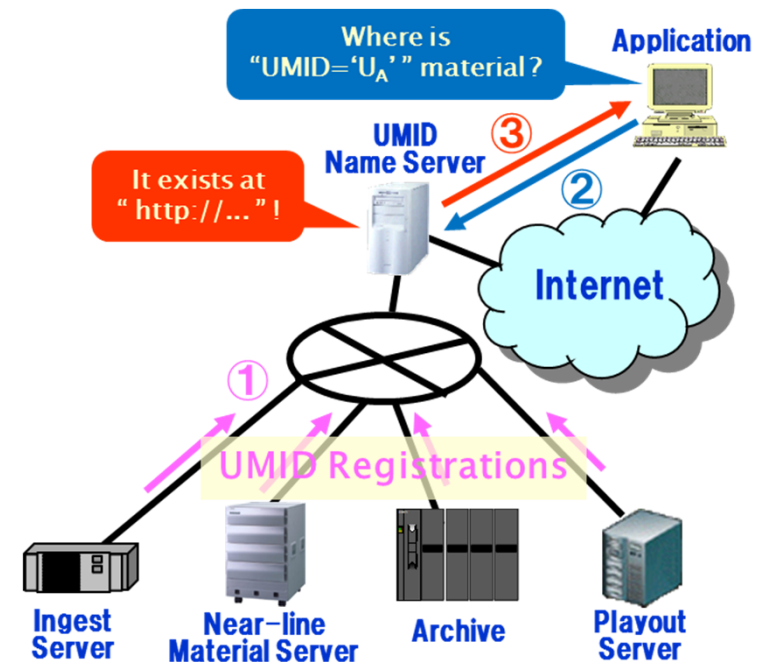 Where is
“UMID=‘UA’” material?
Application
UMID
Name Server
③
②
It exists at
“ http://... ” !
Internet
①
UMID Registrations
Ingest
Server
Near-line
Material Server
Archive
Playout
Server